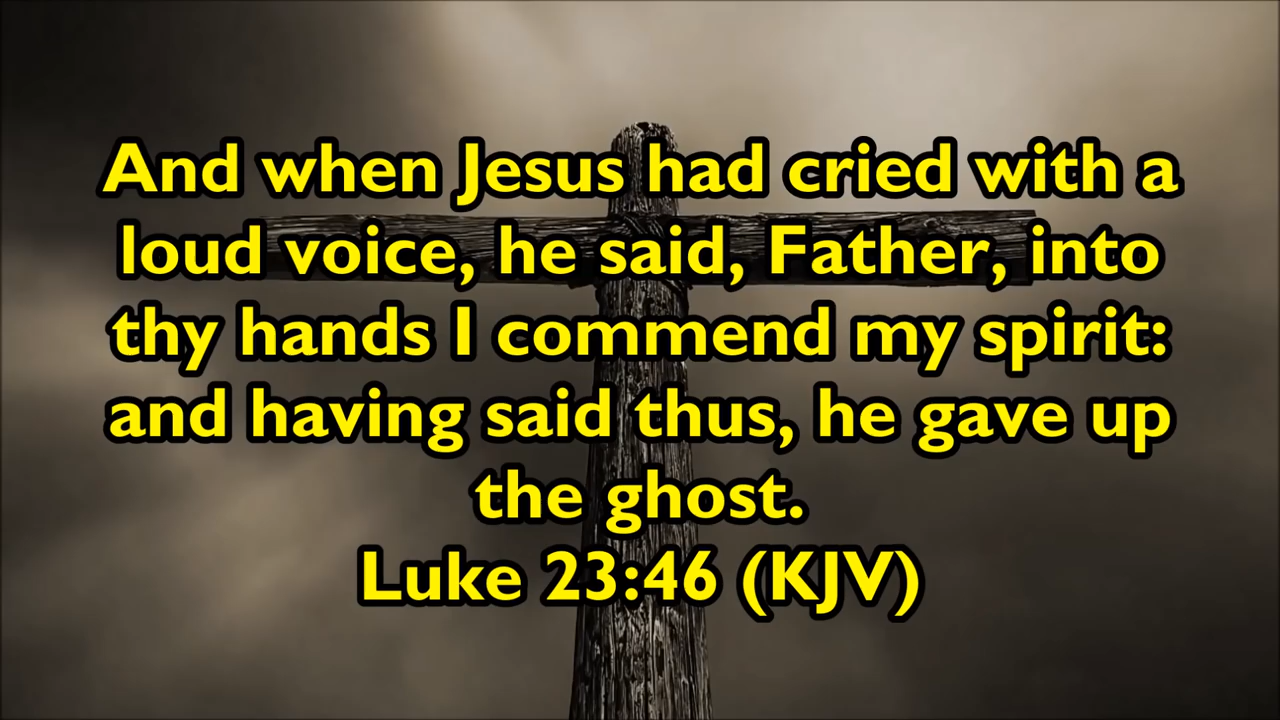 And when Jesus had cried with a
loud voice, he said, Father, into
thy hands I commend my spirit:
and having said thus, he gave up
the ghost.
Luke 23:46 (KJV)